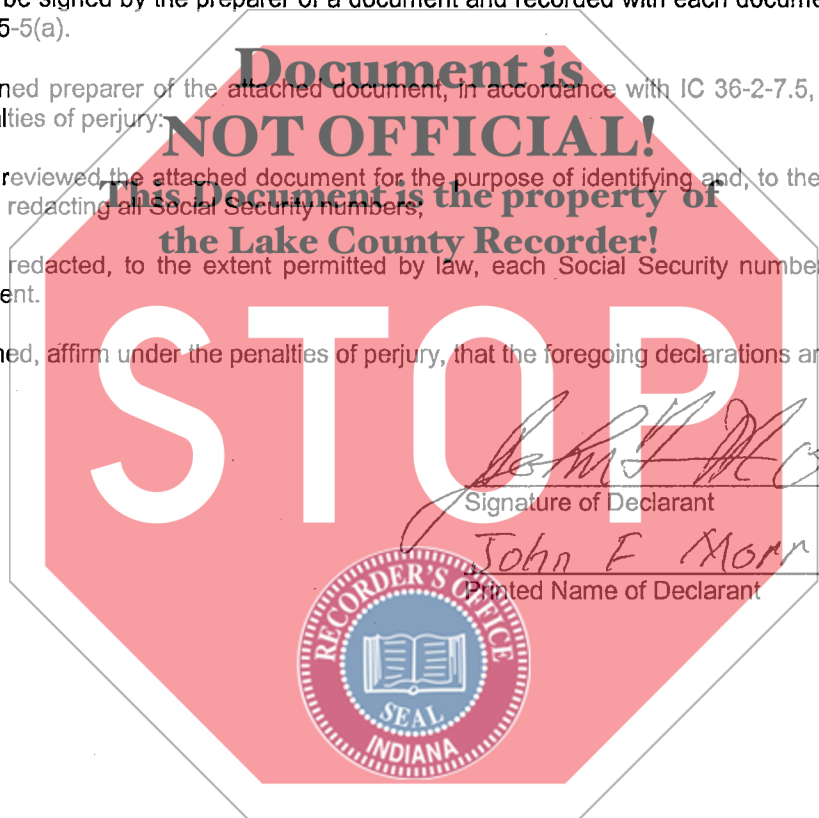 be signed by the preparer of a document and recorded with each docume
5-5(a).
Document is
ned preparer of the attached document, in accordance with IC 36-2-7.5,
lties of perjury:
NOT OFFICIAL!
reviewed the attached document for the purpose of identifying and, to the
This Document is the property of
redacting all Social Security numbers;
the Lake County Recorder!
redacted, to the extent permitted by law, each Social Security numbe
ent.
ned, affirm under the penalties of perjury, that the foregoing declarations ar
STOP
Signature of Declarant
John E Morr
Printed Name of Declarant
RECORDER'S OFFICE
SEAL
INDIANA